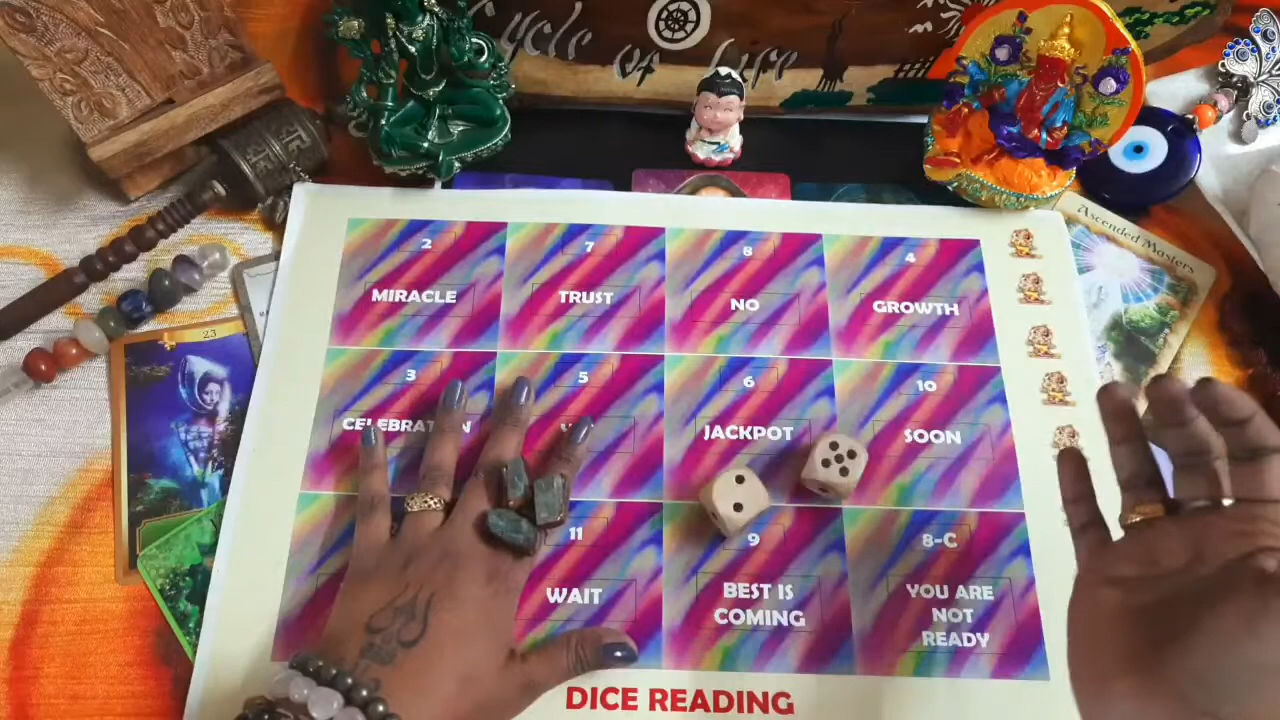 Cycle of Life
Ascended Masters
23
2
MIRACLE
7
TRUST
8
NO
4
GROWTH
3
5
6
JACKPOT
10
SOON
11
WAIT
9
BEST IS
COMING
8-C
YOU ARE
NOT
READY
DICE READING